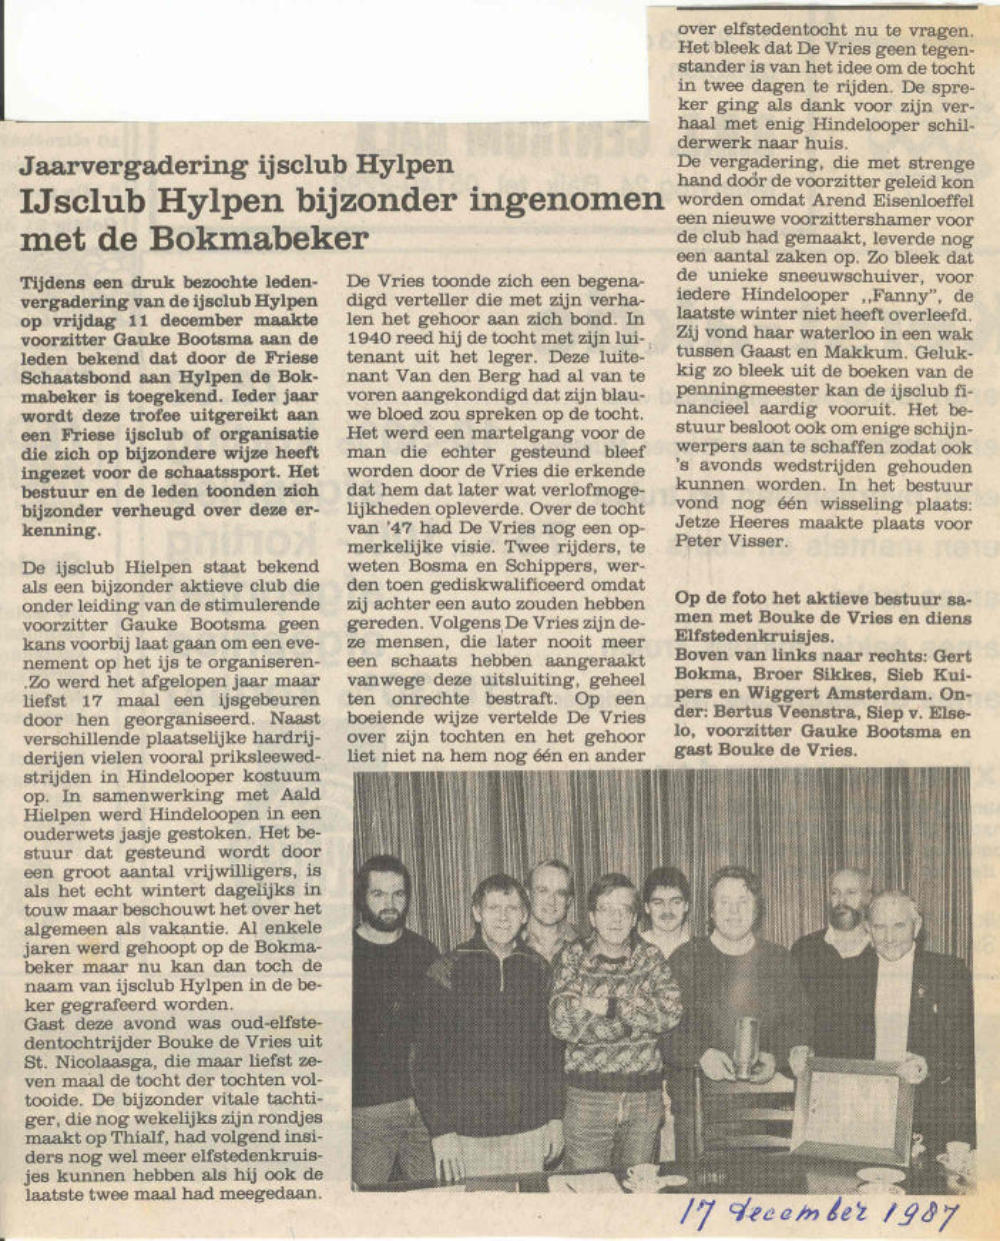 Jaarvergadering ijsclub Hylpen
IJsclub Hylpen bijzonder ingenomen
met de Bokmabeker
Tijdens een druk bezochte leden-
vergadering van de ijsclub Hylpen
op vrijdag 11 december maakte
voorzitter Gauke Bootsma aan de
leden bekend dat door de Friese
Schaatsbond aan Hylpen de Bok-
mabeker is toegekend. Ieder jaar
wordt deze trofee uitgereikt aan
een Friese ijsclub of organisatie
die zich op bijzondere wijze heeft
ingezet voor de schaatssport. Het
bestuur en de leden toonden zich
bijzonder verheugd over deze er-
kenning.
De ijsclub Hielpen staat bekend
als een bijzonder aktieve club die
onder leiding van de stimulerende
voorzitter Gauke Bootsma geen
kans voorbij laat gaan om een eve-
nement op het ijs te organiseren-
.Zo werd het afgelopen jaar maar
liefst 17 maal een ijsgebeuren
door hen georganiseerd. Naast
verschillende plaatselijke hardrij-
derijen vielen vooral priksleewed-
strijden in Hindelooper kostuum
op. In samenwerking met Aald
Hielpen werd Hindeloopen in een
ouderwets jasje gestoken. Het be-
stuur dat gesteund wordt door
een groot aantal vrijwilligers, is
als het echt wintert dagelijks in
touw maar beschouwt het over het
algemeen als vakantie. Al enkele
jaren werd gehoopt op de Bokma-
beker maar nu kan dan toch de
naam van ijsclub Hylpen in de be-
ker gegrafeerd worden.
Gast deze avond was oud-elfste-
dentochtrijder Bouke de Vries uit
St. Nicolaasga, die maar liefst ze-
ven maal de tocht der tochten vol-
tooide. De bijzonder vitale tachti-
ger, die nog wekelijks zijn rondjes
maakt op Thialf, had volgend insi-
ders nog wel meer elfstedenkruis-
jes kunnen hebben als hij ook de
laatste twee maal had meegedaan.
De Vries toonde zich een begena-
digd verteller die met zijn verha-
len het gehoor aan zich bond. In
1940 reed hij de tocht met zijn lui-
tenant uit het leger. Deze luite-
nant Van den Berg had al van te
voren aangekondigd dat zijn blau-
we bloed zou spreken op de tocht.
Het werd een martelgang voor de
man die echter gesteund bleef
worden door de Vries die erkende
dat hem dat later wat verlofmoge-
lijkheden opleverde. Over de tocht
van '47 had De Vries nog een op-
merkelijke visie. Twee rijders, te
weten Bosma en Schippers, wer-
den toen gediskwalificeerd omdat
zij achter een auto zouden hebben
gereden. Volgens De Vries zijn de-
ze mensen, die later nooit meer
een schaats hebben aangeraakt
vanwege deze uitsluiting, geheel
ten onrechte bestraft. Op een
boeiende wijze vertelde De Vries
over zijn tochten en het gehoor
liet niet na hem nog één en ander
over elfstedentocht nu te vragen.
Het bleek dat De Vries geen tegen-
stander is van het idee om de tocht
in twee dagen te rijden. De spre-
ker ging als dank voor zijn ver-
haal met enig Hindelooper schil-
derwerk naar huis.
De vergadering, die met strenge
hand door de voorzitter geleid kon
worden omdat Arend Eisenloeffel
een nieuwe voorzittershamer voor
de club had gemaakt, leverde nog
een aantal zaken op. Zo bleek dat
de unieke sneeuwschuiver, voor
iedere Hindelooper ,,Fanny", de
laatste winter niet heeft overleefd.
Zij vond haar waterloo in een wak
tussen Gaast en Makkum. Geluk-
kig zo bleek uit de boeken van de
penningmeester kan de ijsclub fi-
nancieel aardig vooruit. Het be-
stuur besloot ook om enige schijn-
werpers aan te schaffen zodat ook
's avonds wedstrijden gehouden
kunnen worden. In het bestuur
vond nog één wisseling plaats:
Jetze Heeres maakte plaats voor
Peter Visser.
Op de foto het aktieve bestuur sa-
men met Bouke de Vries en diens
Elfstedenkruisjes.
Boven van links naar rechts: Gert
Bokma, Broer Sikkes, Sieb Kui-
pers en Wiggert Amsterdam. On-
der: Bertus Veenstra, Siep v. Else-
lo, voorzitter Gauke Bootsma en
gast Bouke de Vries.
17 december 1987